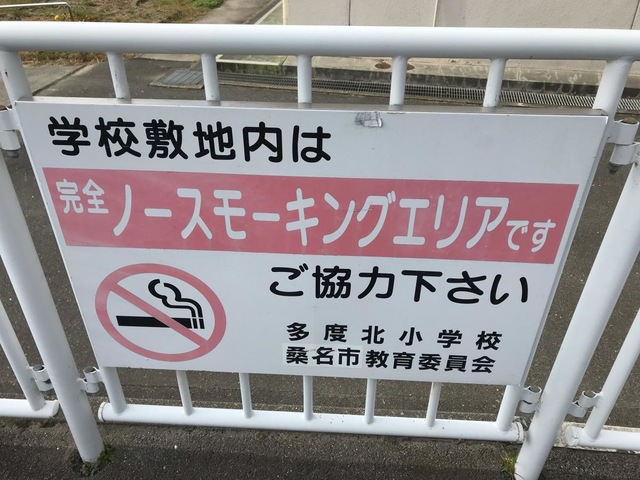 学校敷地内は
完全 ノースモーキングエリアです
ご協力下さい
多度北小学校
桑名市教育委員会